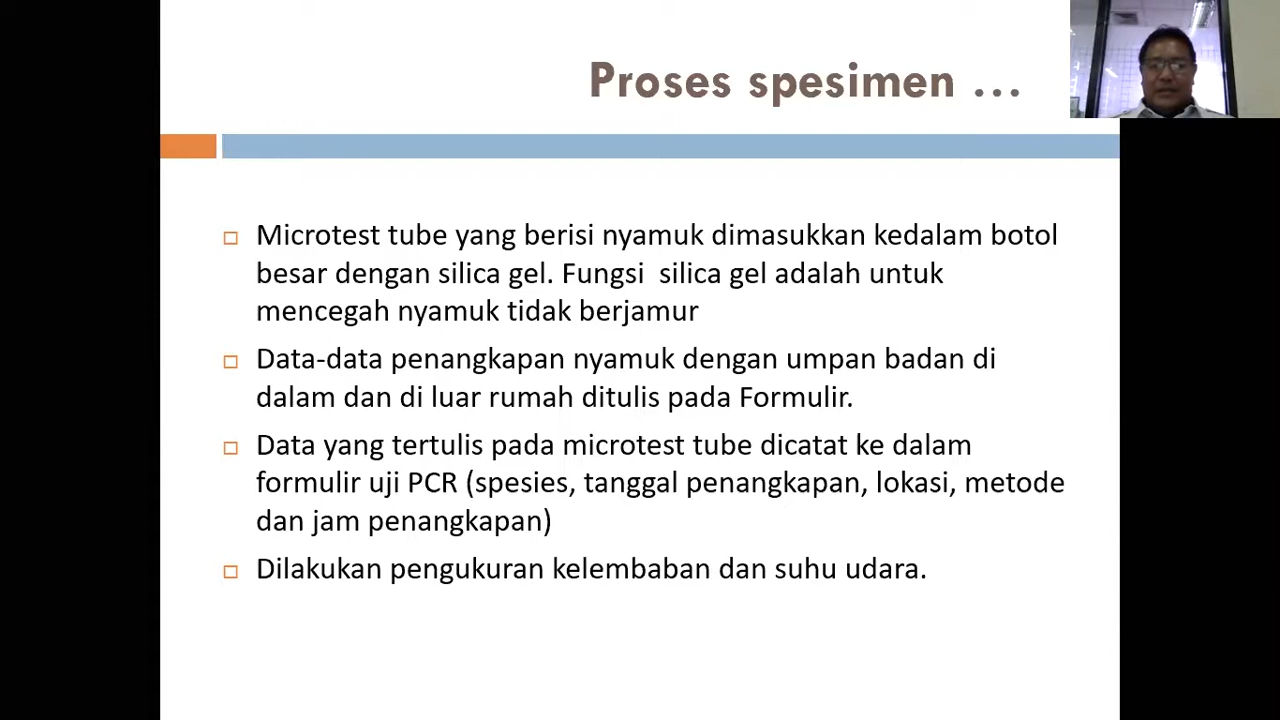 Proses spesimen ...
Microtest tube yang berisi nyamuk dimasukkan kedalam botol
besar dengan silica gel. Fungsi  silica gel adalah untuk
mencegah nyamuk tidak berjamur
Data-data penangkapan nyamuk dengan umpan badan di
dalam dan di luar rumah ditulis pada Formulir.
Data yang tertulis pada microtest tube dicatat ke dalam
formulir uji PCR (spesies, tanggal penangkapan, lokasi, metode
dan jam penangkapan)
Dilakukan pengukuran kelembaban dan suhu udara.